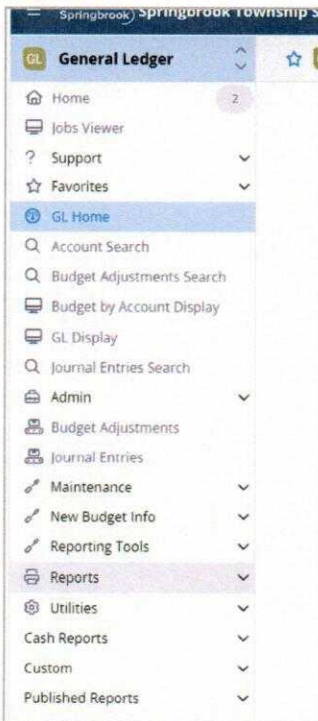 Springbrook) Springbrook Township S
GL General Ledger
Home 2
Jobs Viewer
? Support
Favorites
GL Home
Account Search
Budget Adjustments Search
Budget by Account Display
GL Display
Journal Entries Search
Admin
Budget Adjustments
Journal Entries
Maintenance
New Budget Info
Reporting Tools
Reports
Utilities
Cash Reports
Custom
Published Reports